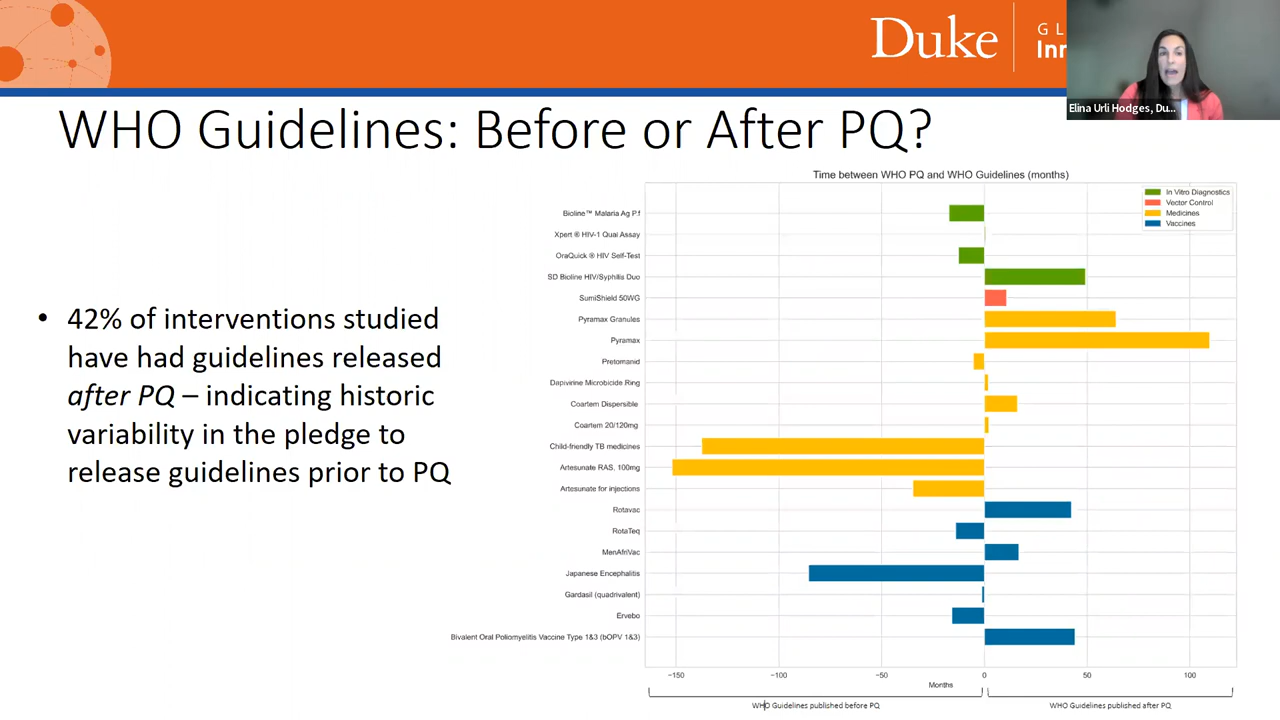 Duke
GL
Inn
Elina Urli Hodges, Du...
WHO Guidelines: Before or After PQ?
• 42% of interventions studied
have had guidelines released
after PQ – indicating historic
variability in the pledge to
release guidelines prior to PQ
Time between WHO PQ and WHO Guidelines (months)
In Vitro Diagnostics
Vector Control
Medicines
Vaccines
Bioline™ Malaria Ag P.f
Xpert ® HIV-1 Qual Assay
OraQuick ® HIV Self-Test
SD Bioline HIV/Syphilis Duo
SumiShield 50WG
Pyramax Granules
Pyramax
Pretomanid
Dapivirine Microbicide Ring
Coartem Dispersible
Coartem 20/120mg
Child-friendly TB medicines
Artesunate RAS, 100mg
Artesunate for injections
Rotavac
RotaTeq
MenAfriVac
Japanese Encephalitis
Gardasil (quadrivalent)
Ervebo
Bivalent Oral Poliomyelitis Vaccine Type 1&3 (bOPV 1&3)
−150 −100 −50 0 50 100
Months
WHO Guidelines published before PQ
WHO Guidelines published after PQ